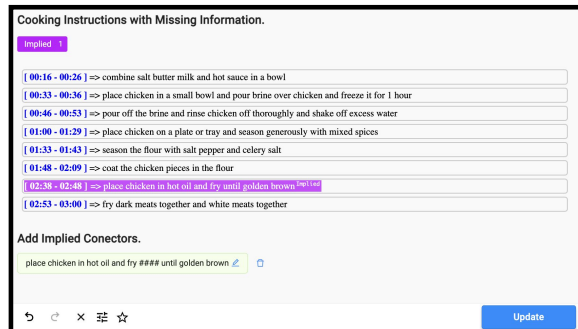 Cooking Instructions with Missing Information.
Implied 1
[ 00:16 - 00:26 ] => combine salt butter milk and hot sauce in a bowl
[ 00:33 - 00:36 ] => place chicken in a small bowl and pour brine over chicken and freeze it for 1 hour
[ 00:46 - 00:53 ] => pour off the brine and rinse chicken off thoroughly and shake off excess water
[ 01:00 - 01:29 ] => place chicken on a plate or tray and season generously with mixed spices
[ 01:33 - 01:43 ] => season the flour with salt pepper and celery salt
[ 01:48 - 02:09 ] => coat the chicken pieces in the flour
[ 02:38 - 02:48 ] => place chicken in hot oil and fry until golden brown Implied
[ 02:53 - 03:00 ] => fry dark meats together and white meats together
Add Implied Conectors.
place chicken in hot oil and fry #### until golden brown
Update